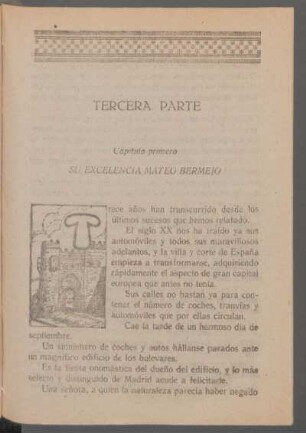 TERCERA PARTE
Capítulo primero
SU EXCELENCIA MATEO BERMEJO
Trece años han transcurrido desde los
últimos sucesos que hemos relatado.
El siglo XX nos ha traído ya sus
automóviles y todos sus maravillosos
adelantos, y la villa y corte de España
empieza a transformarse, adquiriendo
rápidamente el aspecto de gran capital
europea que antes no tenía.
Sus calles no bastan ya para con-
tener el número de coches, tranvías y
automóviles que por ellas circulan.
Cae la tarde de un hermoso día de
septiembre.
Un sinnúmero de coches y autos hállanse parados ante
un magnífico edificio de los bulevares.
Es la fiesta onomástica del dueño del edificio, y lo más
selecto y distinguido de Madrid acude a felicitarle.
Una señora, a quien la naturaleza parecía haber negado